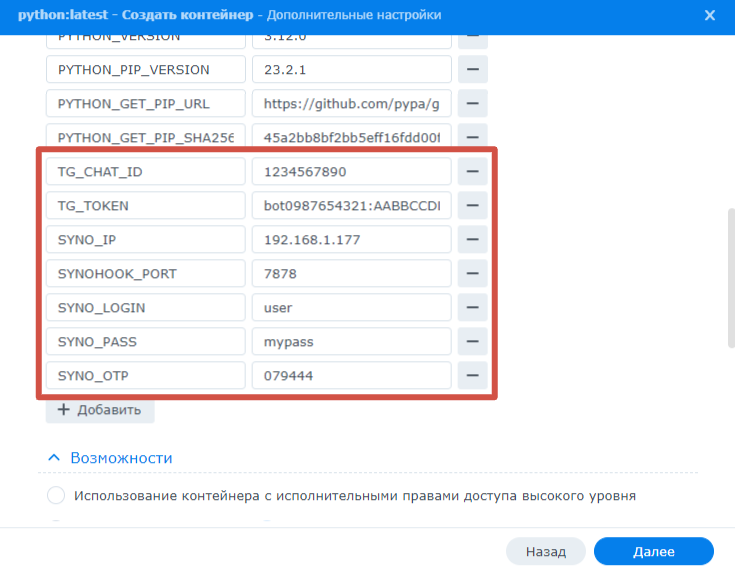 python:latest - Создать контейнер - Дополнительные настройки
PYTHON_VERSION 3.12.0
PYTHON_PIP_VERSION 23.2.1
PYTHON_GET_PIP_URL https://github.com/pypa/g
PYTHON_GET_PIP_SHA256 45a2bb8bf2bb5eff16fdd00f
TG_CHAT_ID 1234567890
TG_TOKEN bot0987654321:AABBCCD
SYNO_IP 192.168.1.177
SYNOHOOK_PORT 7878
SYNO_LOGIN user
SYNO_PASS mypass
SYNO_OTP 079444
+ Добавить
Возможности
Использование контейнера с исполнительными правами доступа высокого уровня
Назад Далее